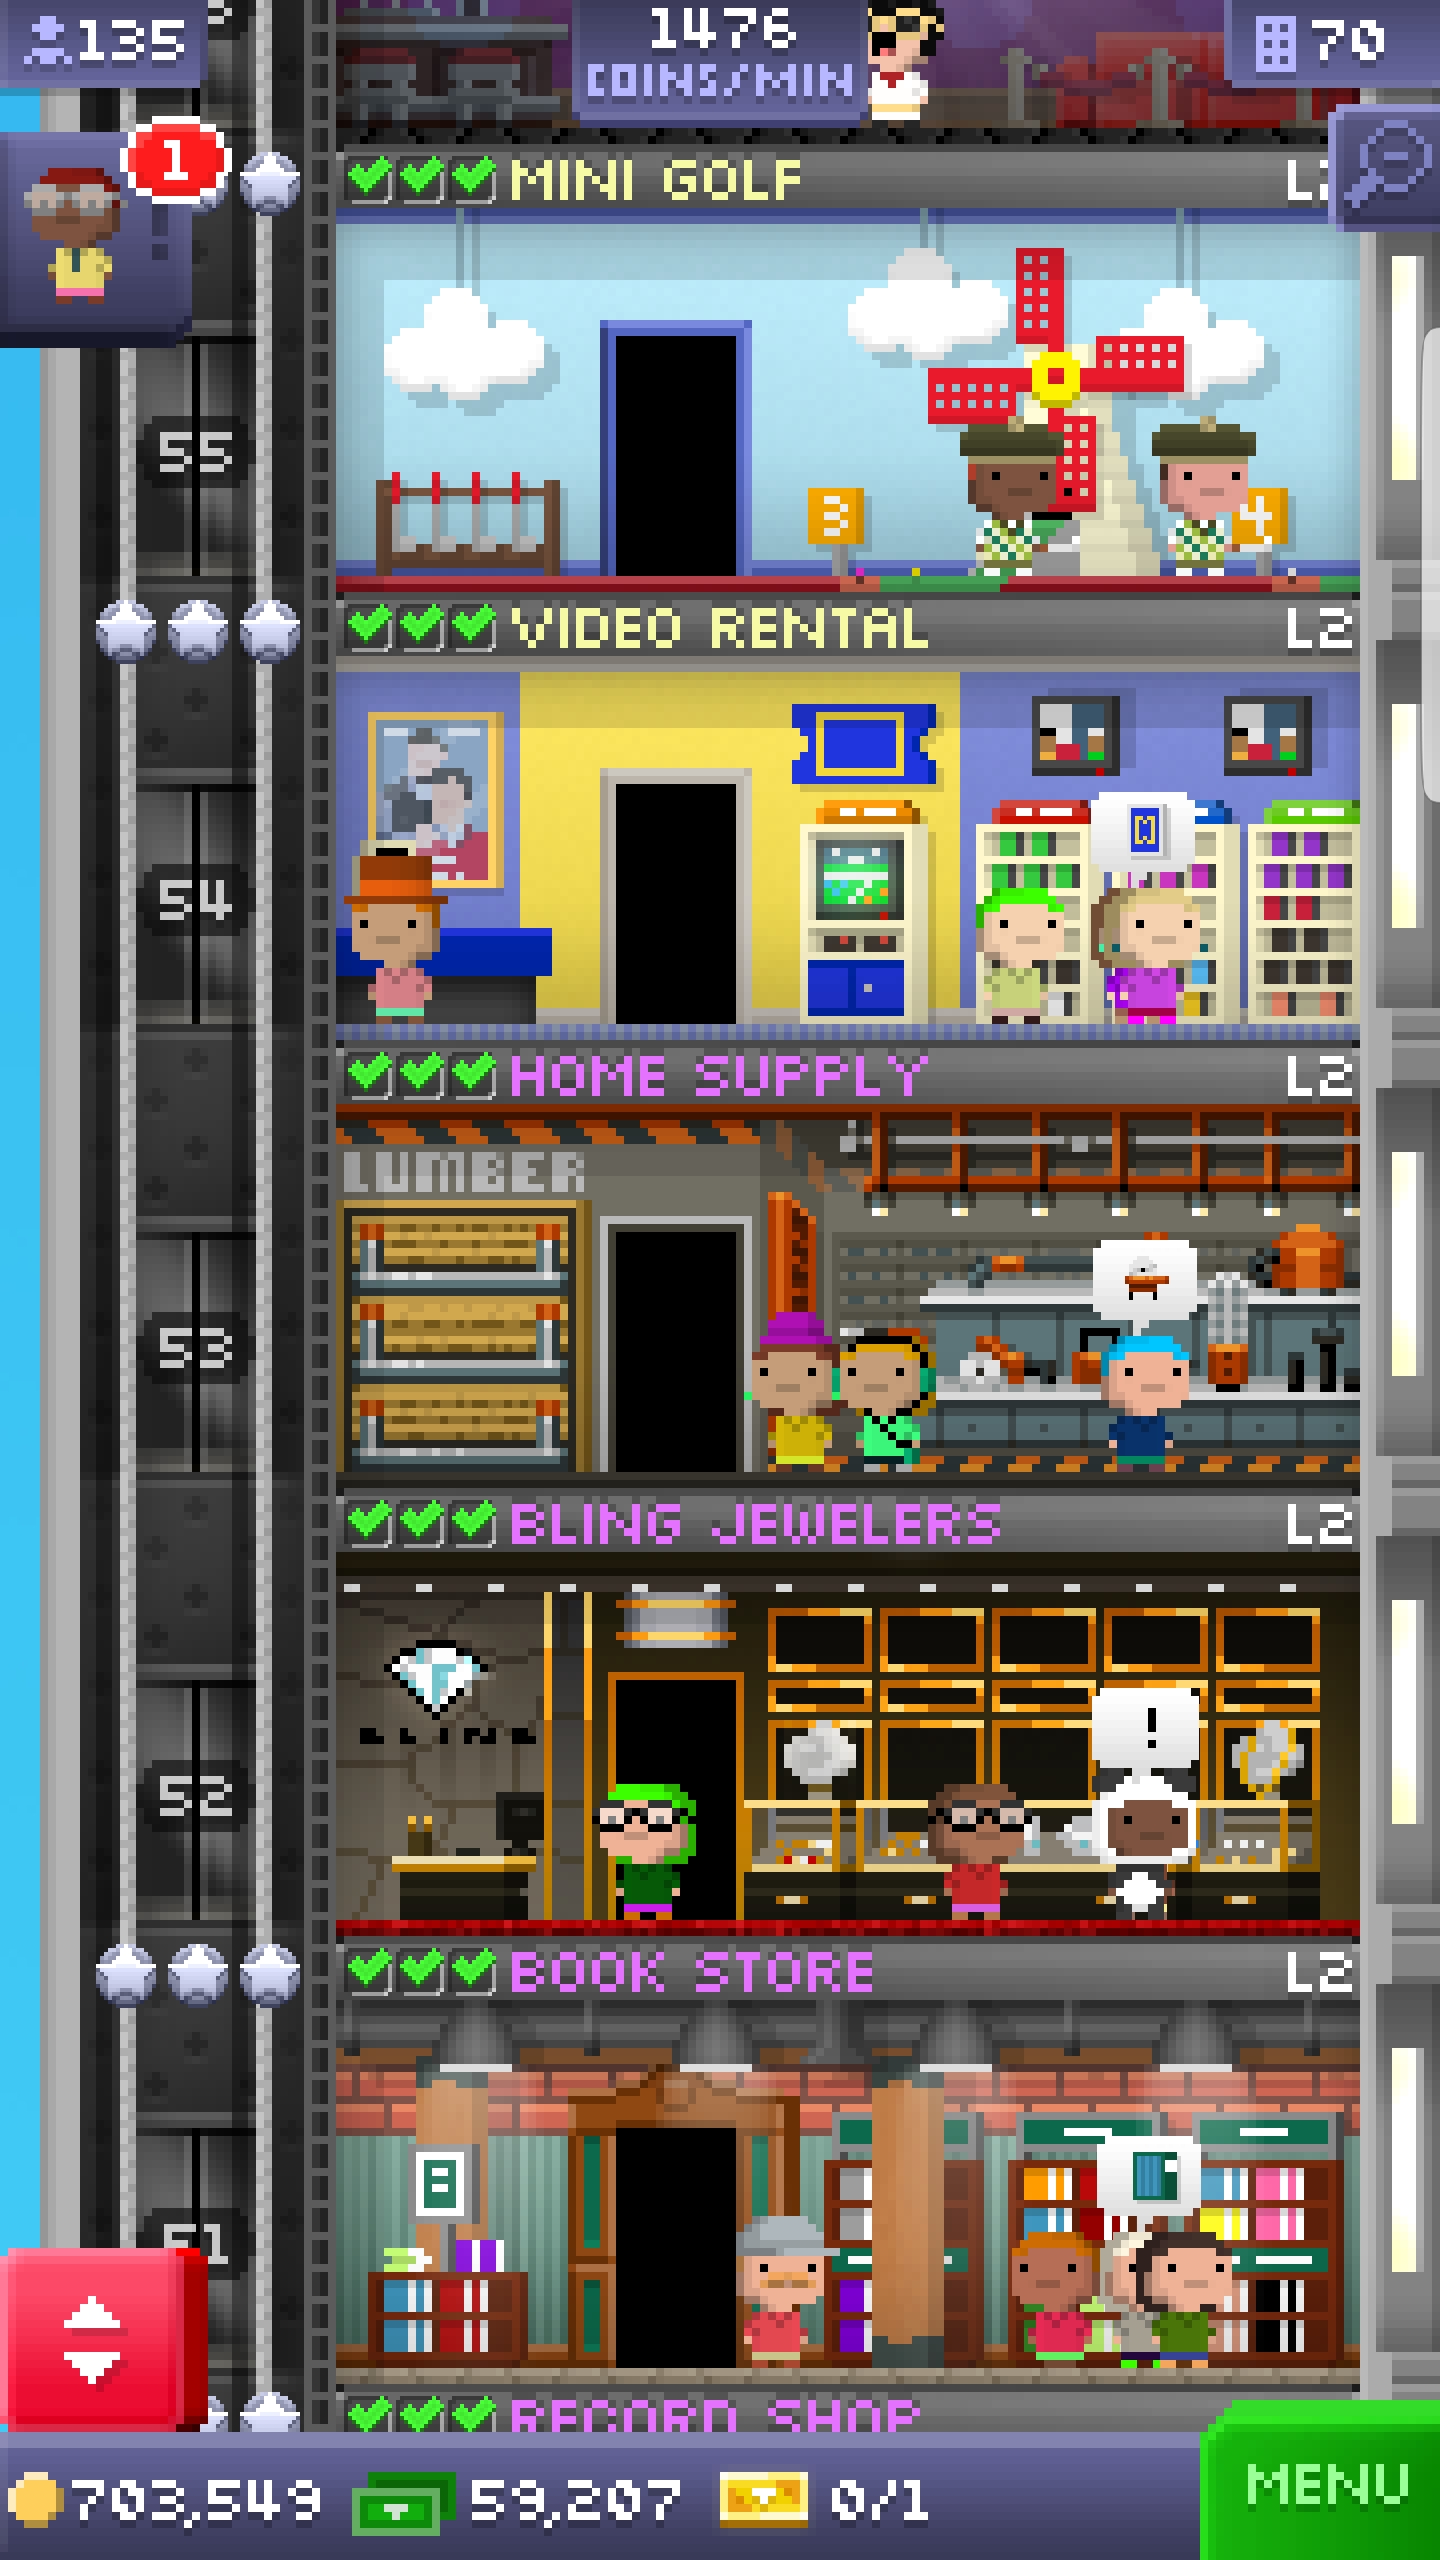 135
1476
COINS/MIN
70
1
MINI GOLF
55
3
4
VIDEO RENTAL L2
54
HOME SUPPLY L2
LUMBER
53
BLING JEWELERS L2
!
BLING
52
BOOK STORE L2
51
RECORD SHOP
703,549 59,207 0/1
MENU